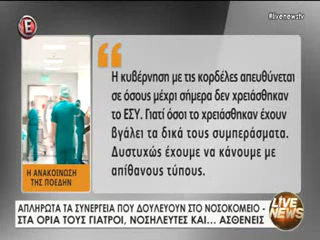 E
#livenewstv
Η κυβέρνηση με τις κορδέλες απευθύνεται
σε όσους μέχρι σήμερα δεν χρειάσθηκαν
το ΕΣΥ. Γιατί όσοι το χρειάσθηκαν έχουν
βγάλει τα δικά τους συμπεράσματα.
Δυστυχώς έχουμε να κάνουμε με
απίθανους τύπους.
Η ΑΝΑΚΟΙΝΩΣΗ
ΤΗΣ ΠΟΕΔΗΝ
ΑΠΛΗΡΩΤΑ ΤΑ ΣΥΝΕΡΓΕΙΑ ΠΟΥ ΔΟΥΛΕΥΟΥΝ ΣΤΟ ΝΟΣΟΚΟΜΕΙΟ -
ΣΤΑ ΟΡΙΑ ΤΟΥΣ ΓΙΑΤΡΟΙ, ΝΟΣΗΛΕΥΤΕΣ ΚΑΙ... ΑΣΘΕΝΕΙΣ
LIVE
NEWS